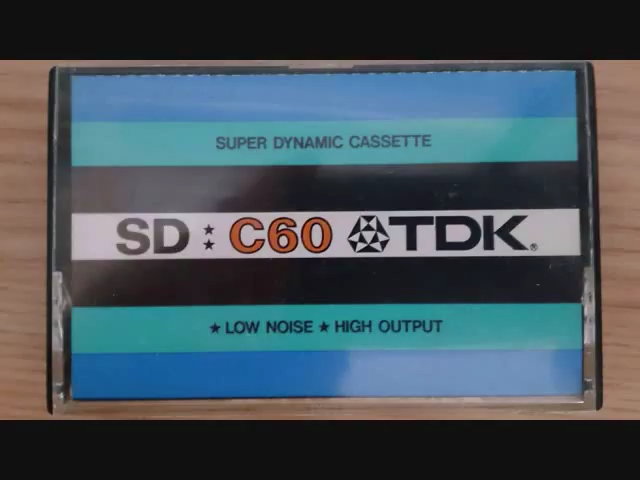 SUPER DYNAMIC CASSETTE
SD : C60 TDK®
★ LOW NOISE ★ HIGH OUTPUT